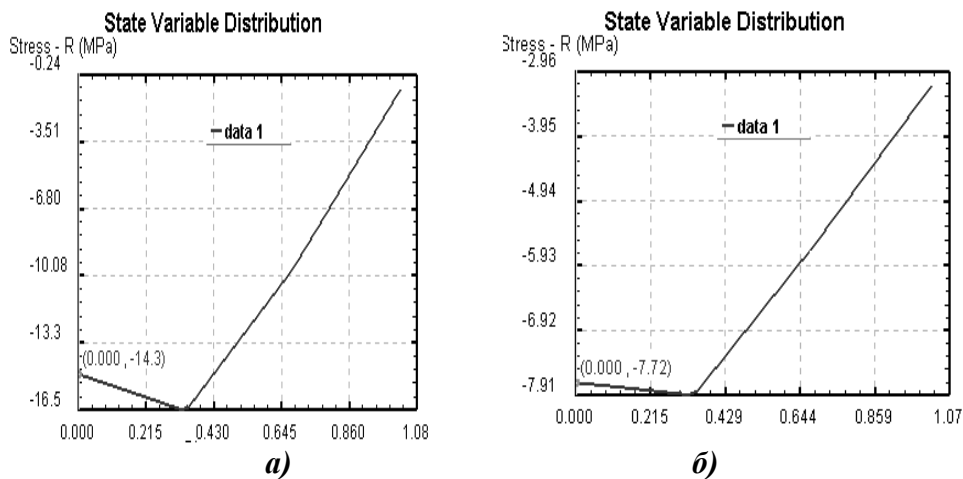 State Variable Distribution
Stress - R (MPa)
-0.24
-3.51
-6.80
-10.08
-13.3
-16.5
data 1
(0.000 , -14.3)
0.000
0.215
0.430
0.645
0.860
1.08
а)
State Variable Distribution
Stress - R (MPa)
-2.96
-3.95
-4.94
-5.93
-6.92
-7.91
data 1
(0.000 , -7.72)
0.000
0.215
0.429
0.644
0.859
1.07
б)